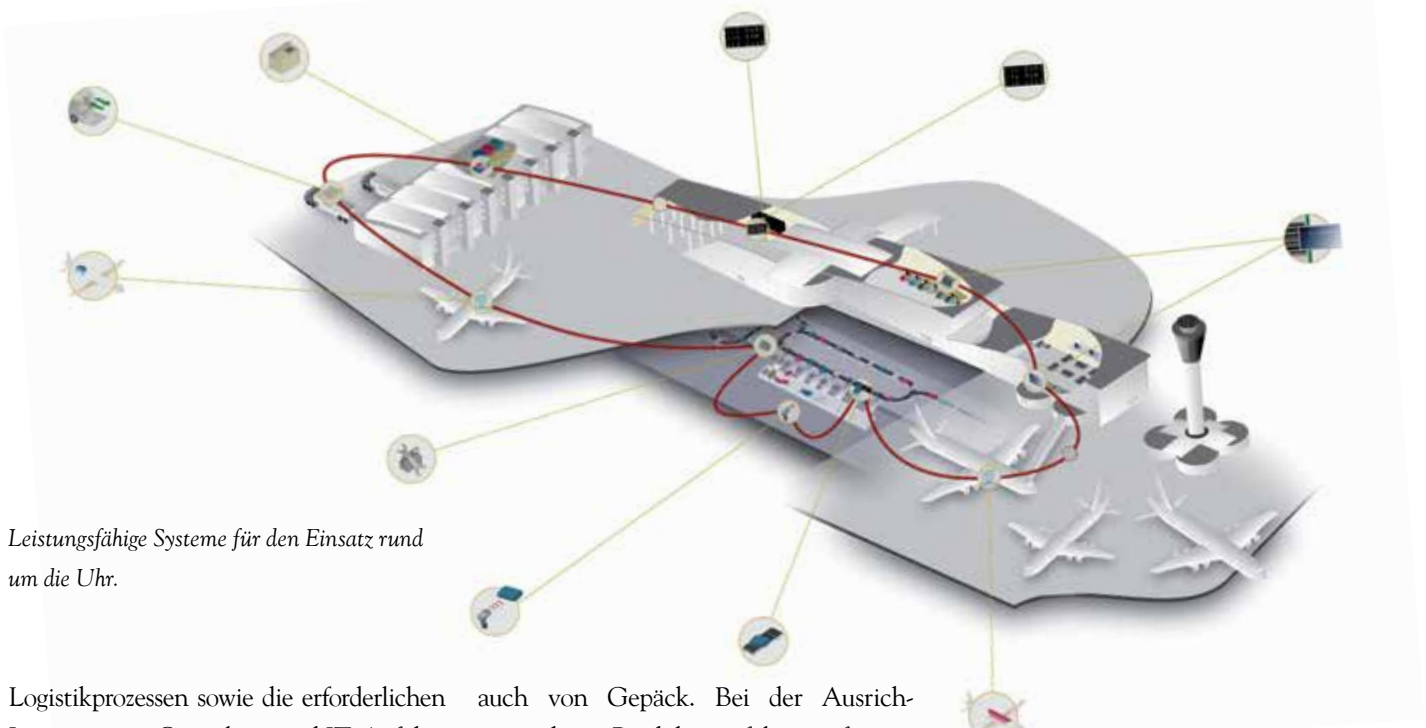 Leistungsfähige Systeme für den Einsatz rund
um die Uhr.
Logistikprozessen sowie die erforderlichen
auch von Gepäck. Bei der Ausrich-